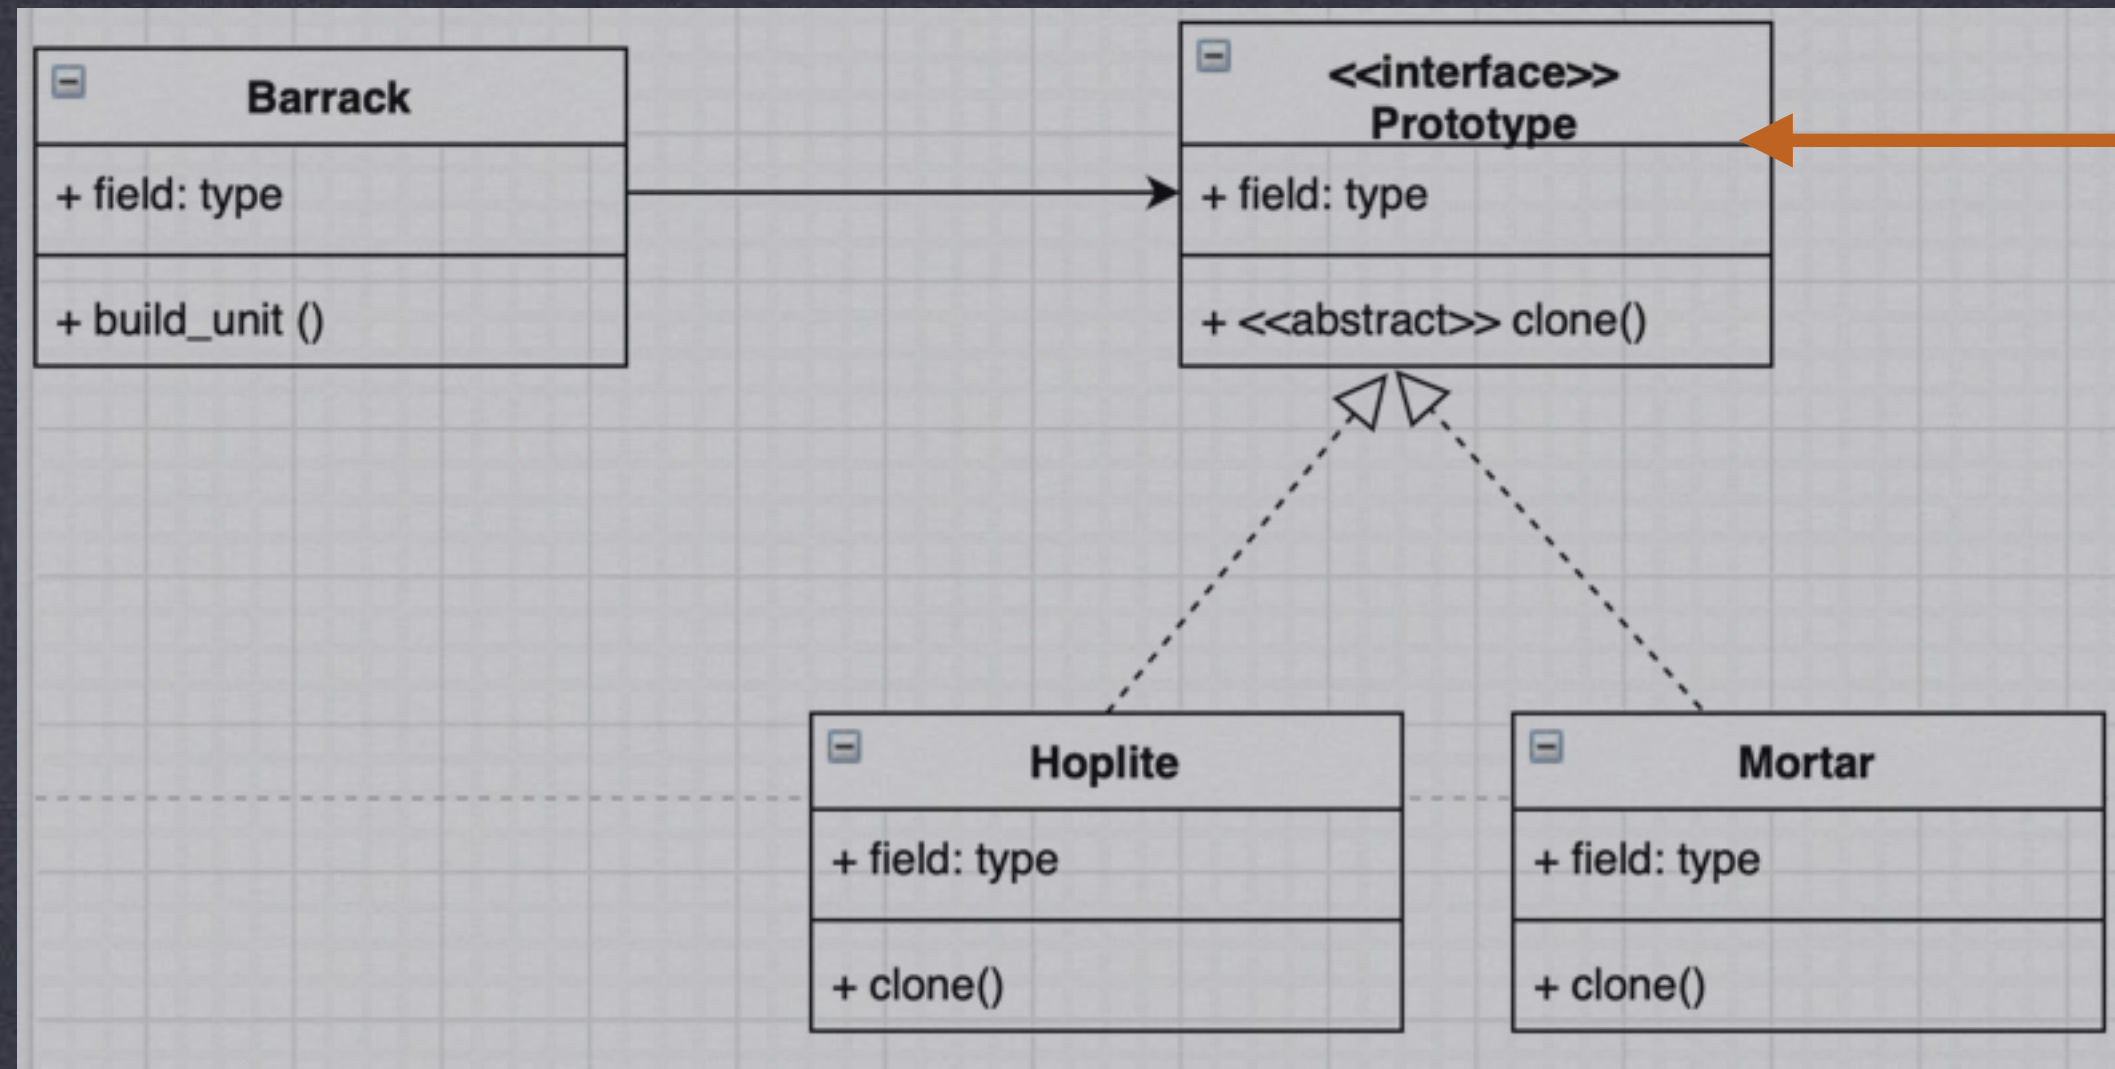 Barrack
+ field: type
+ build_unit ()
<<interface>>
Prototype
+ field: type
+ <<abstract>> clone()
Hoplite
+ field: type
+ clone()
Mortar
+ field: type
+ clone()